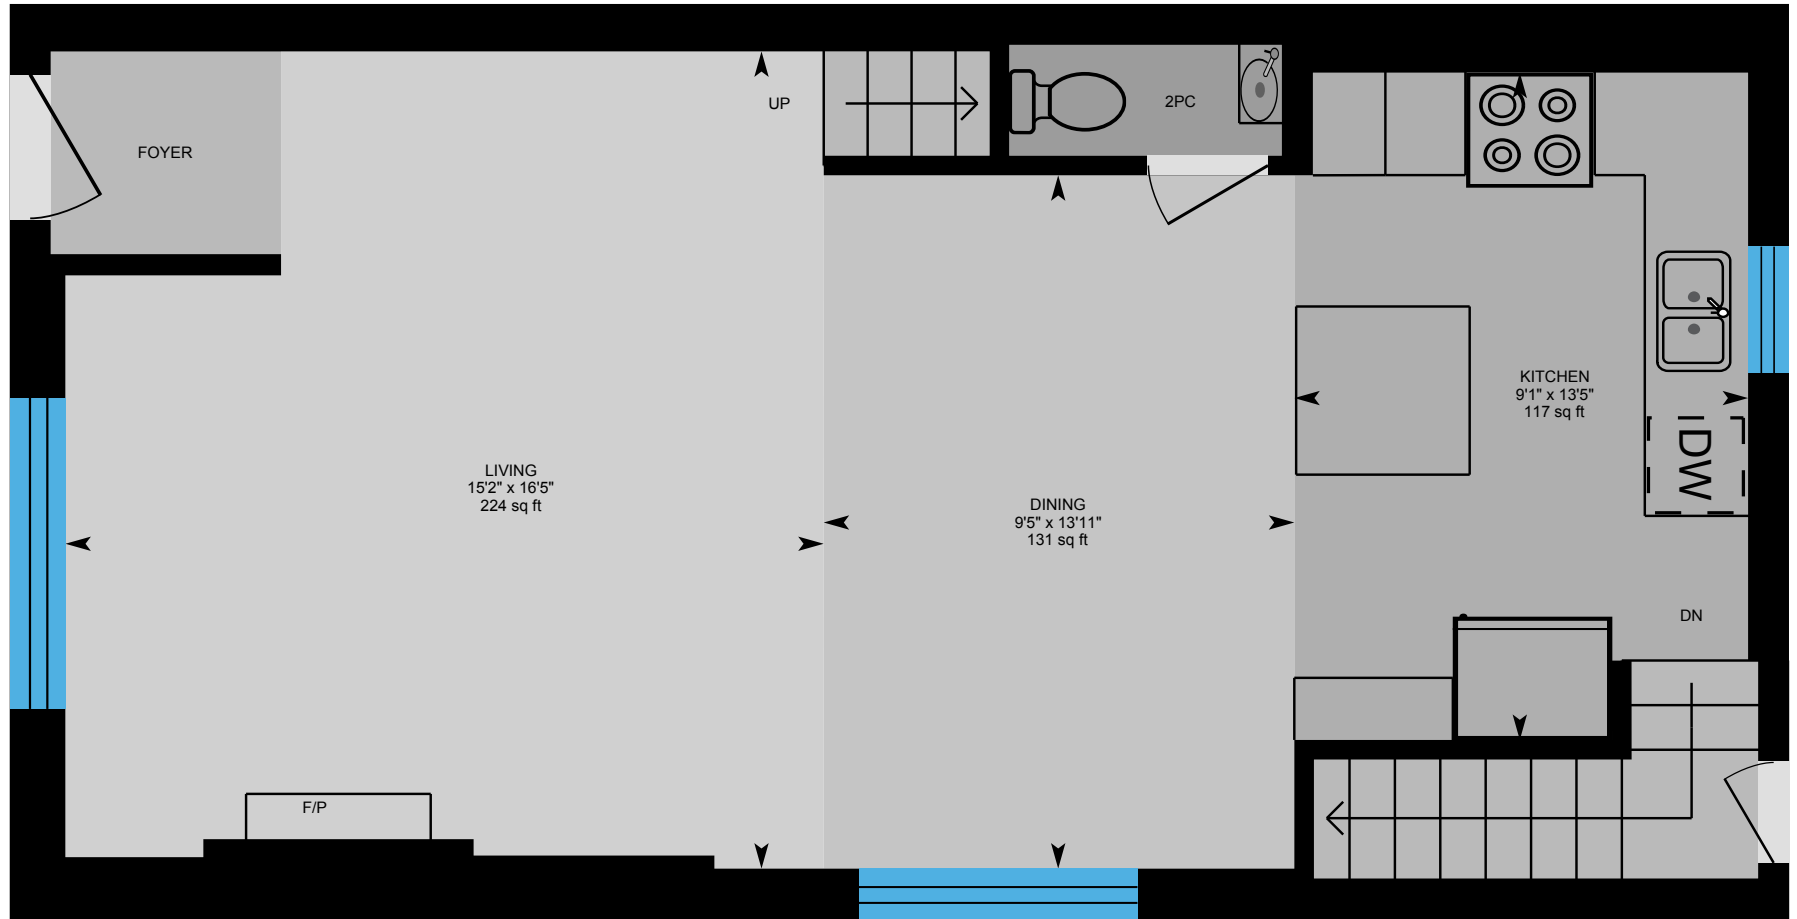 UP
2PC
FOYER
KITCHEN
9'1" x 13'5"
117 sq ft
LIVING
15'2" x 16'5"
224 sq ft
DINING
9'5" x 13'11"
131 sq ft
DW
DN
F/P